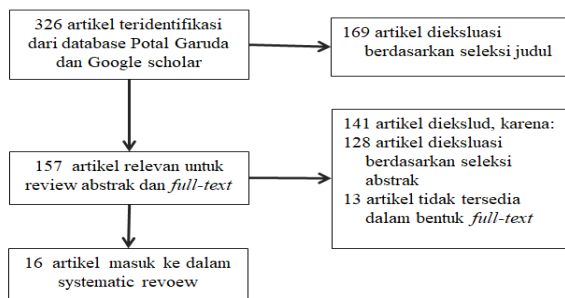 326 artikel teridentifikasi
dari database Potal Garuda
dan Google scholar
169 artikel dieksluasi
berdasarkan seleksi judul
157 artikel relevan untuk
review abstrak dan full-text
141 artikel diekslud, karena:
128 artikel dieksluasi
berdasarkan seleksi
abstrak
13 artikel tidak tersedia
dalam bentuk full-text
16 artikel masuk ke dalam
systematic revoew